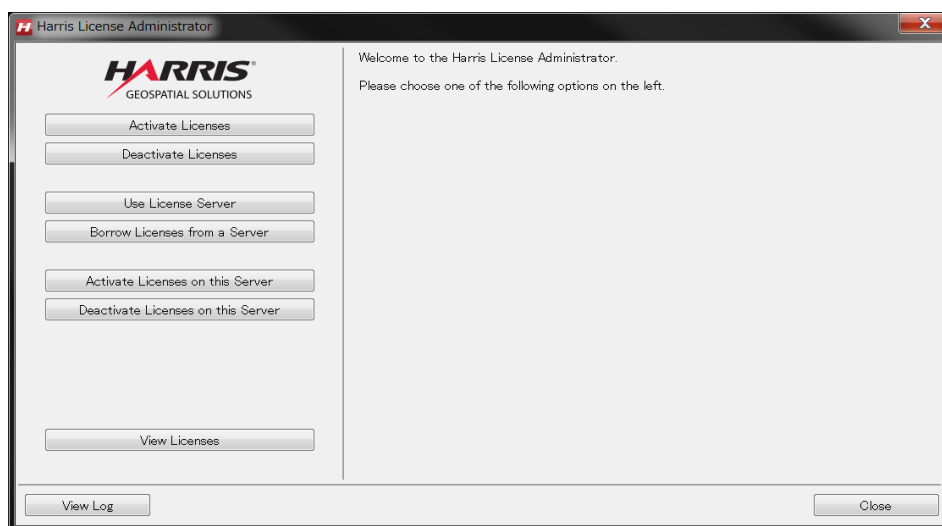 Harris License Administrator
HARRIS®
GEOSPATIAL SOLUTIONS
Activate Licenses
Deactivate Licenses
Use License Server
Borrow Licenses from a Server
Activate Licenses on this Server
Deactivate Licenses on this Server
View Licenses
Welcome to the Harris License Administrator.
Please choose one of the following options on the left.
View Log
Close